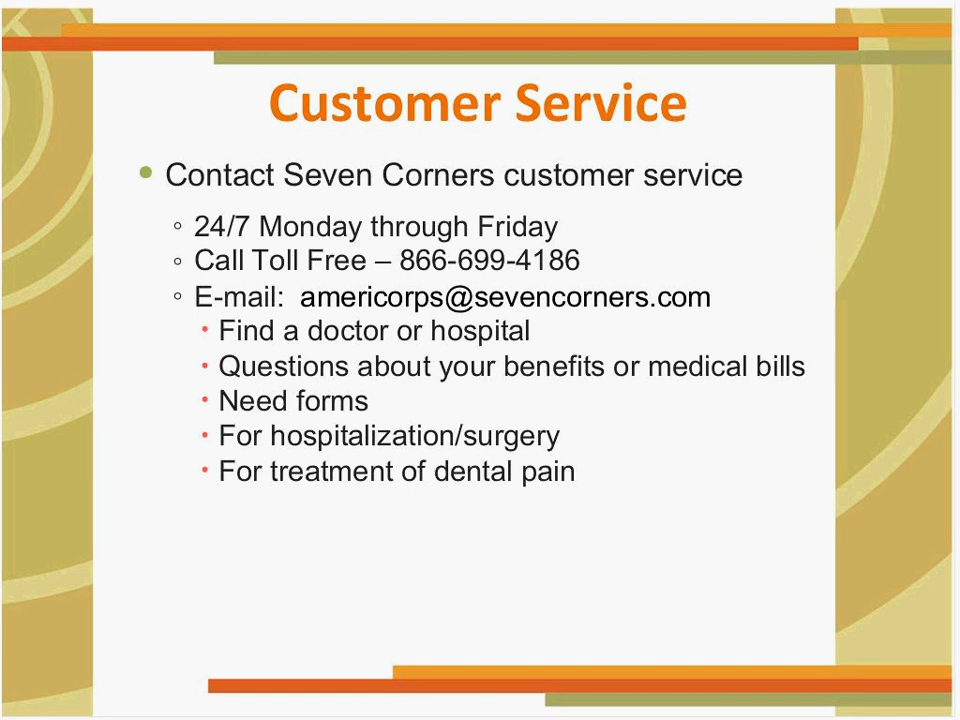 Customer Service
• Contact Seven Corners customer service
◦ 24/7 Monday through Friday
◦ Call Toll Free – 866-699-4186
◦ E-mail:  americorps@sevencorners.com
• Find a doctor or hospital
• Questions about your benefits or medical bills
• Need forms
• For hospitalization/surgery
• For treatment of dental pain